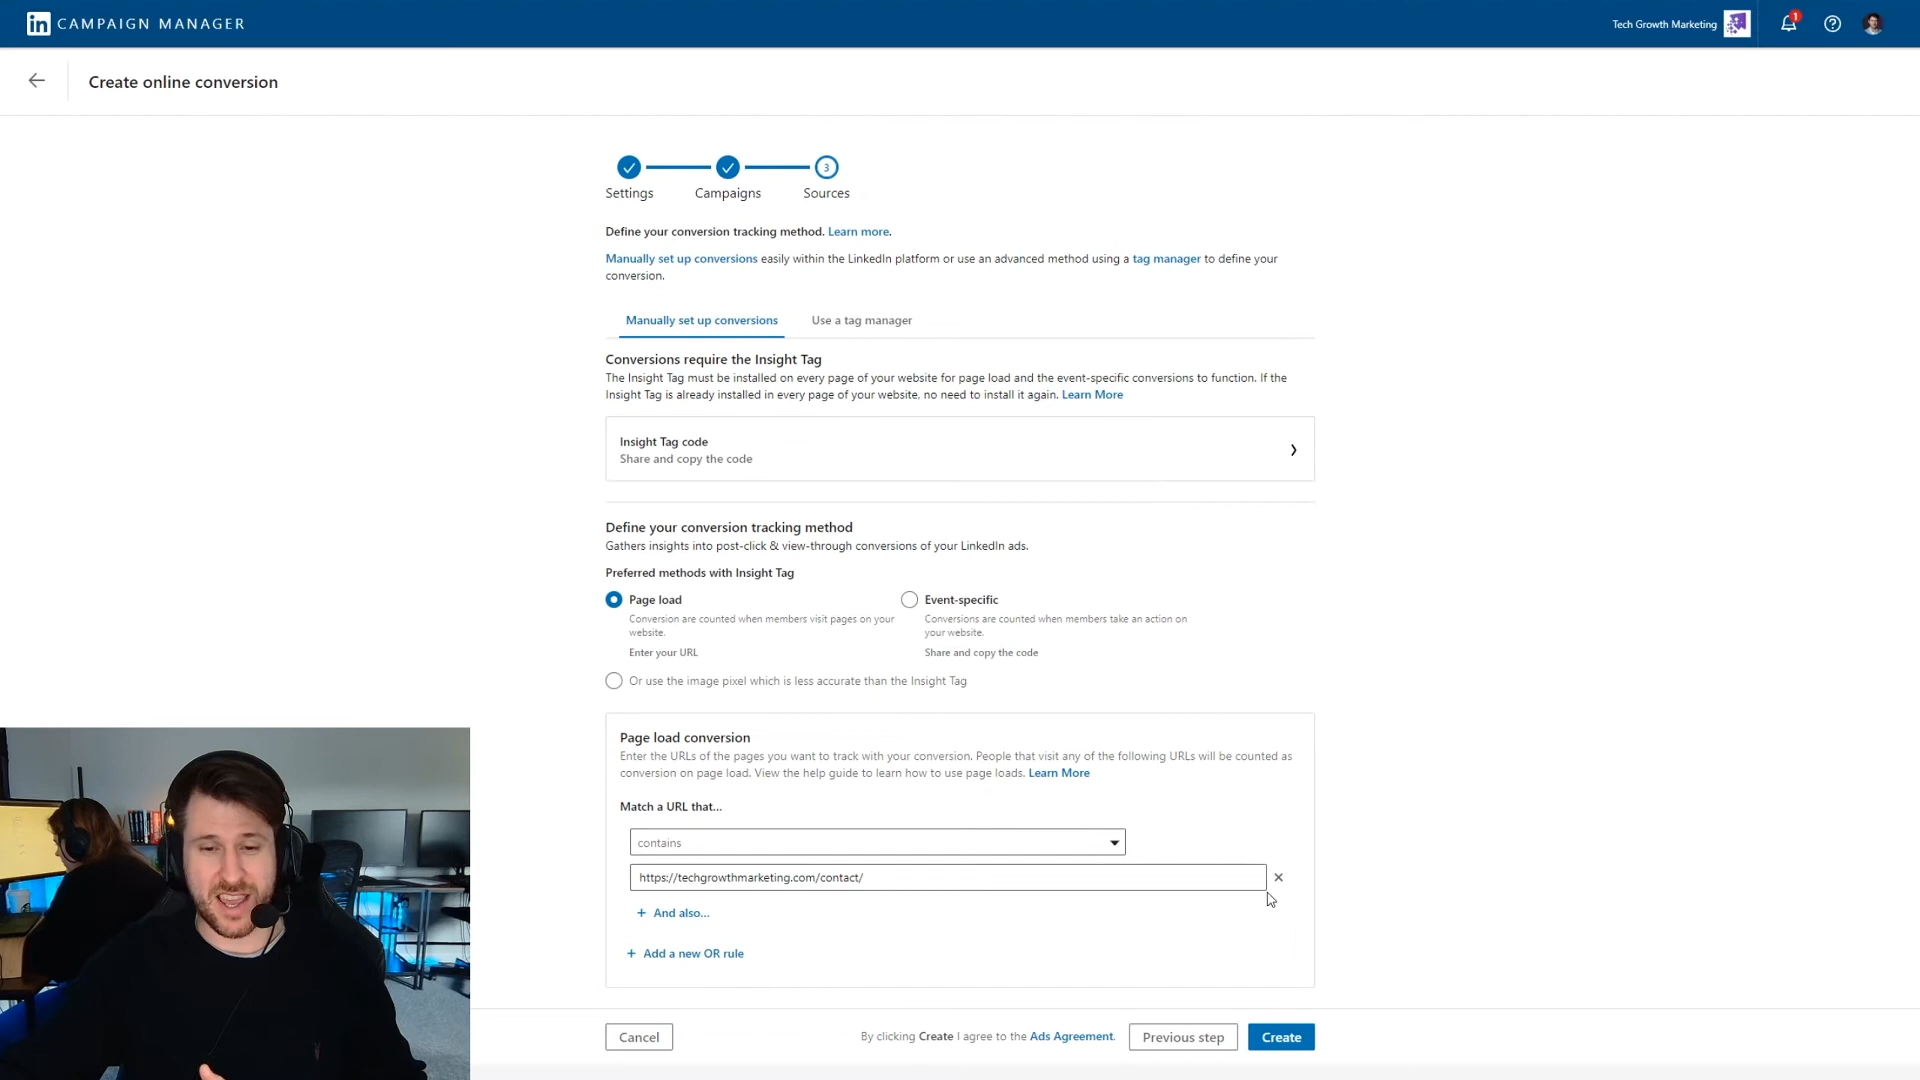 in CAMPAIGN MANAGER
Tech Growth Marketing
1
Create online conversion
3
Settings
Campaigns
Sources
Define your conversion tracking method. Learn more.
Manually set up conversions easily within the LinkedIn platform or use an advanced method using a tag manager to define your
conversion.
Manually set up conversions
Use a tag manager
Conversions require the Insight Tag
The Insight Tag must be installed on every page of your website for page load and the event-specific conversions to function. If the
Insight Tag is already installed in every page of your website, no need to install it again. Learn More
Insight Tag code
Share and copy the code
Define your conversion tracking method
Gathers insights into post-click & view-through conversions of your LinkedIn ads.
Preferred methods with Insight Tag
Page load
Conversion are counted when members visit pages on your
website.
Enter your URL
Event-specific
Conversions are counted when members take an action on
your website.
Share and copy the code
Or use the image pixel which is less accurate than the Insight Tag
Page load conversion
Enter the URLs of the pages you want to track with your conversion. People that visit any of the following URLs will be counted as
conversion on page load. View the help guide to learn how to use page loads. Learn More
Match a URL that...
contains
https://techgrowthmarketing.com/contact/
+ And also...
+ Add a new OR rule
Cancel
By clicking Create I agree to the Ads Agreement.
Previous step
Create